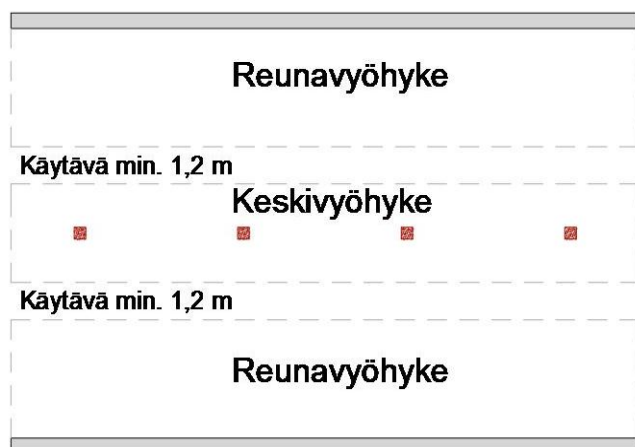 Reunavyöhyke
Käytävä min. 1,2 m
Keskivyöhyke
Käytävä min. 1,2 m
Reunavyöhyke